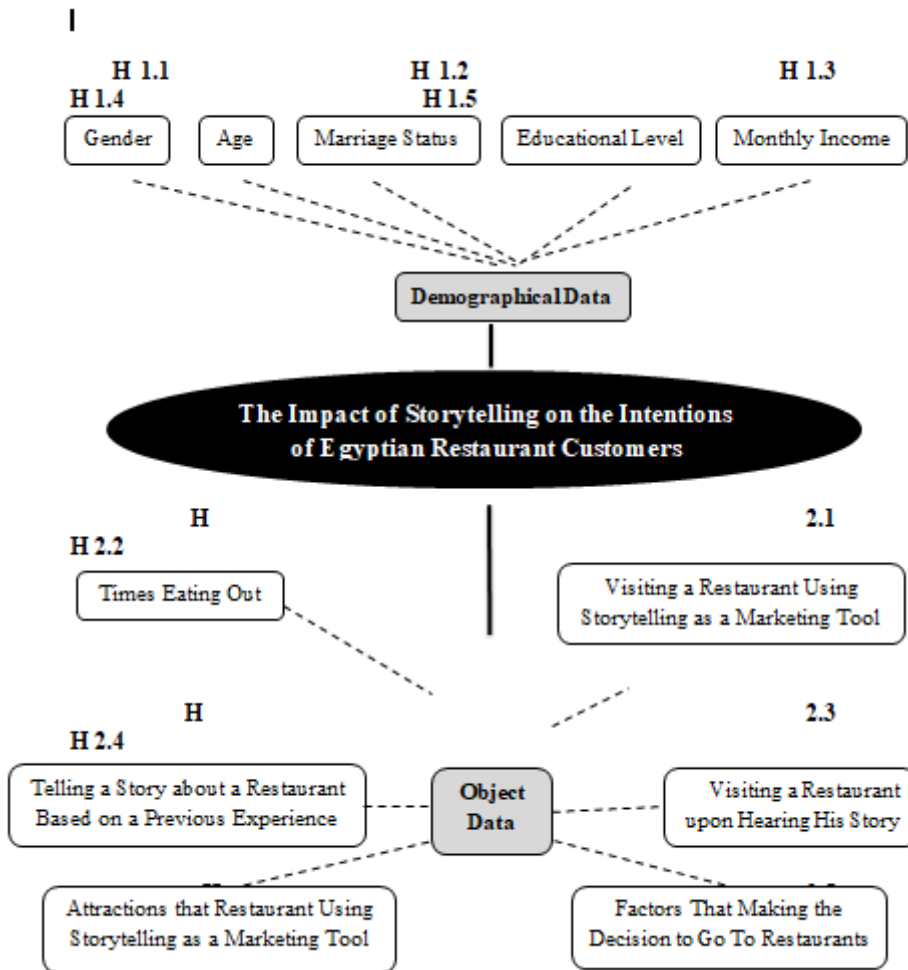 I
H 1.1 H 1.2 H 1.3
H 1.4 H 1.5
Gender Age Marriage Status Educational Level Monthly Income
Demographical Data
The Impact of Storytelling on the Intentions
of Egyptian Restaurant Customers
H 2.1
H 2.2
Times Eating Out
Visiting a Restaurant Using
Storytelling as a Marketing Tool
H 2.3
H 2.4
Telling a Story about a Restaurant
Based on a Previous Experience
Object
Data
Visiting a Restaurant
upon Hearing His Story
Attractions that Restaurant Using
Storytelling as a Marketing Tool
Factors That Making the
Decision to Go To Restaurants